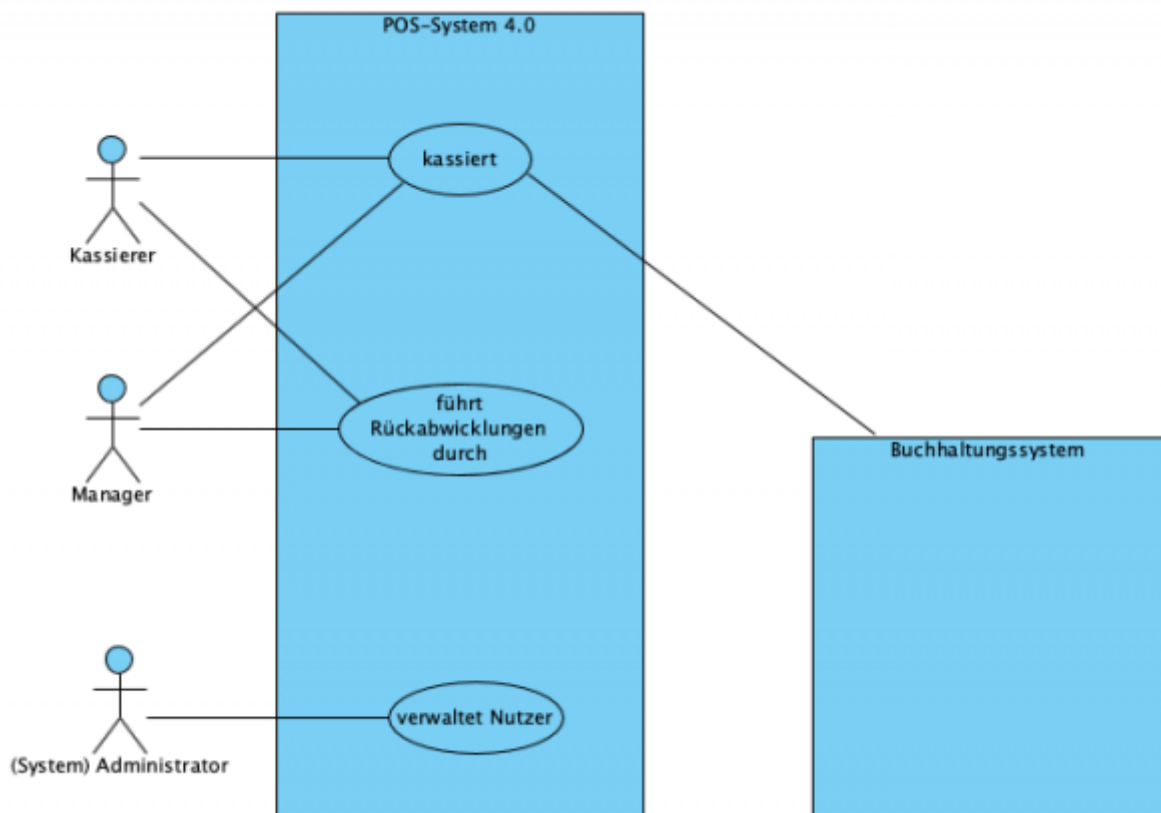 POS-System 4.0
kassiert
Kassierer
führt
Rückabwicklungen
durch
Buchhaltungssystem
Manager
verwaltet Nutzer
(System) Administrator